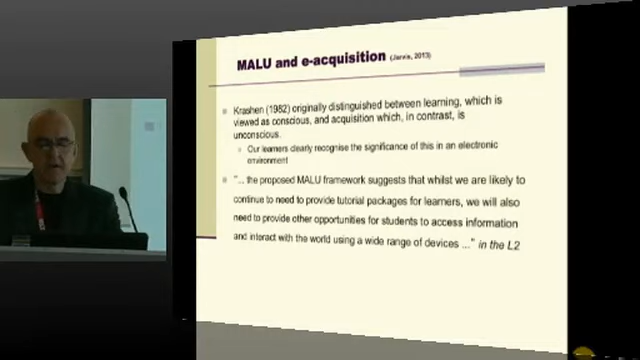 MALU and e-acquisition (Jarvis, 2013)
Krashen (1982) originally distinguished between learning, which is
viewed as conscious, and acquisition which, in contrast, is
unconscious.
Our learners clearly recognise the significance of this in an electronic
environment
"... the proposed MALU framework suggests that whilst we are likely to
continue to need to provide tutorial packages for learners, we will also
need to provide other opportunities for students to access information
and interact with the world using a wide range of devices ..." in the L2